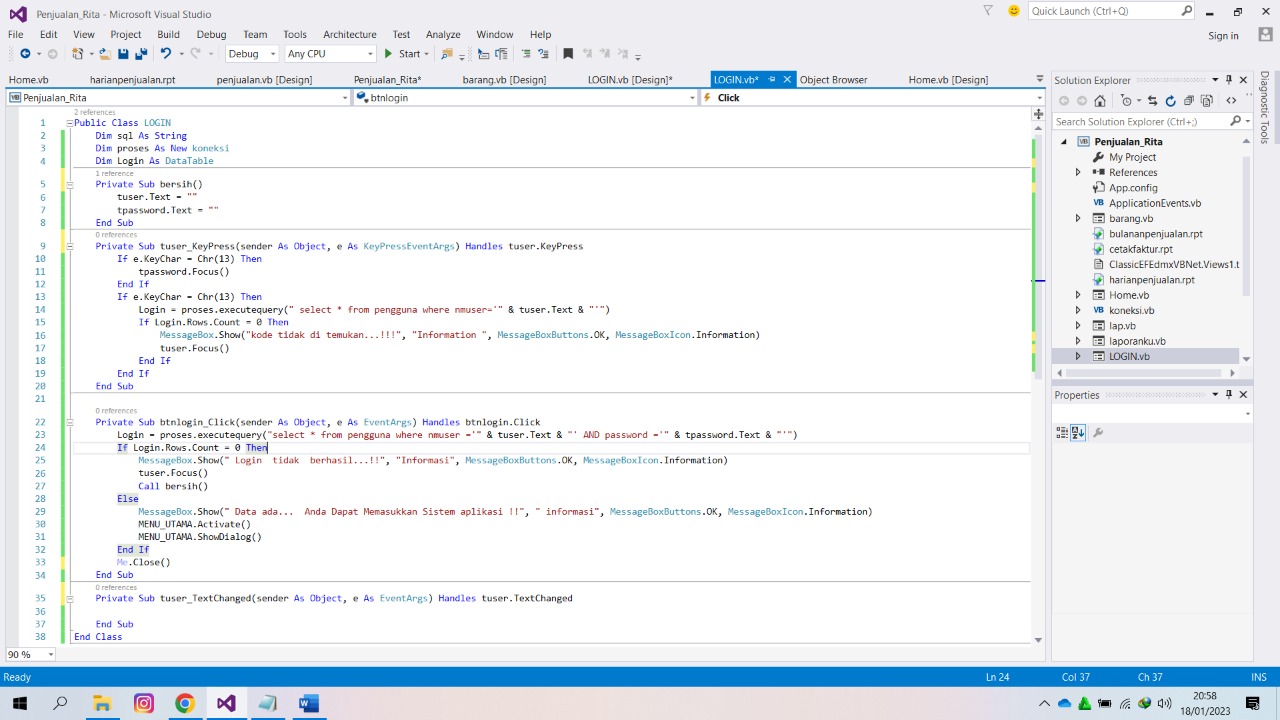 Penjualan_Rita - Microsoft Visual Studio
Quick Launch (Ctrl+Q)
File Edit View Project Build Debug Team Tools Architecture Test Analyze Window Help
Sign in
Debug Any CPU Start
Home.vb harianpenjualan.rpt penjualan.vb [Design] Penjualan_Rita* barang.vb [Design] LOGIN.vb [Design]* LOGIN.vb* Object Browser Home.vb [Design]
Penjualan_Rita btnlogin Click
2 references
1 Public Class LOGIN
2 Dim sql As String
3 Dim proses As New koneksi
4 Dim Login As DataTable
1 reference
5 Private Sub bersih()
6 tuser.Text = ""
7 tpassword.Text = ""
8 End Sub
0 references
9 Private Sub tuser_KeyPress(sender As Object, e As KeyPressEventArgs) Handles tuser.KeyPress
10 If e.KeyChar = Chr(13) Then
11 tpassword.Focus()
12 End If
13 If e.KeyChar = Chr(13) Then
14 Login = proses.executequery(" select * from pengguna where nmuser='" & tuser.Text & "'")
15 If Login.Rows.Count = 0 Then
16 MessageBox.Show("kode tidak di temukan...!!!", "Information ", MessageBoxButtons.OK, MessageBoxIcon.Information)
17 tuser.Focus()
18 End If
19 End If
20 End Sub
21
0 references
22 Private Sub btnlogin_Click(sender As Object, e As EventArgs) Handles btnlogin.Click
23 Login = proses.executequery("select * from pengguna where nmuser ='" & tuser.Text & "' AND password ='" & tpassword.Text & "'")
24 If Login.Rows.Count = 0 Then
25 MessageBox.Show(" Login  tidak  berhasil...!!", "Informasi", MessageBoxButtons.OK, MessageBoxIcon.Information)
26 tuser.Focus()
27 Call bersih()
28 Else
29 MessageBox.Show(" Data ada...  Anda Dapat Memasukkan Sistem aplikasi !!", " informasi", MessageBoxButtons.OK, MessageBoxIcon.Information)
30 MENU_UTAMA.Activate()
31 MENU_UTAMA.ShowDialog()
32 End If
33 Me.Close()
34 End Sub
0 references
35 Private Sub tuser_TextChanged(sender As Object, e As EventArgs) Handles tuser.TextChanged
36
37 End Sub
38 End Class
90 %
Solution Explorer
Search Solution Explorer (Ctrl+;)
Penjualan_Rita
My Project
References
App.config
ApplicationEvents.vb
barang.vb
bulananpenjualan.rpt
cetakfaktur.rpt
ClassicEFEdmxVBNet.Views1.t
harianpenjualan.rpt
Home.vb
koneksi.vb
lap.vb
laporanku.vb
LOGIN.vb
Properties
Diagnostic Tools
Ready Ln 24 Col 37 Ch 37 INS
20:58
18/01/2023